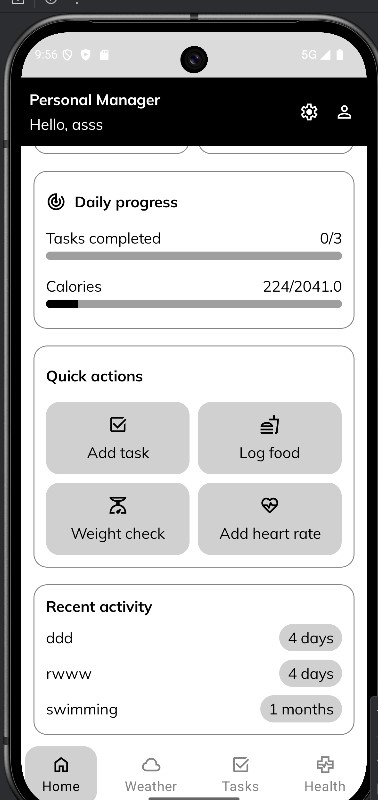 9:56
5G
Personal Manager
Hello, asss
Daily progress
Tasks completed 0/3
Calories 224/2041.0
Quick actions
Add task Log food
Weight check Add heart rate
Recent activity
ddd 4 days
rwww 4 days
swimming 1 months
Home Weather Tasks Health